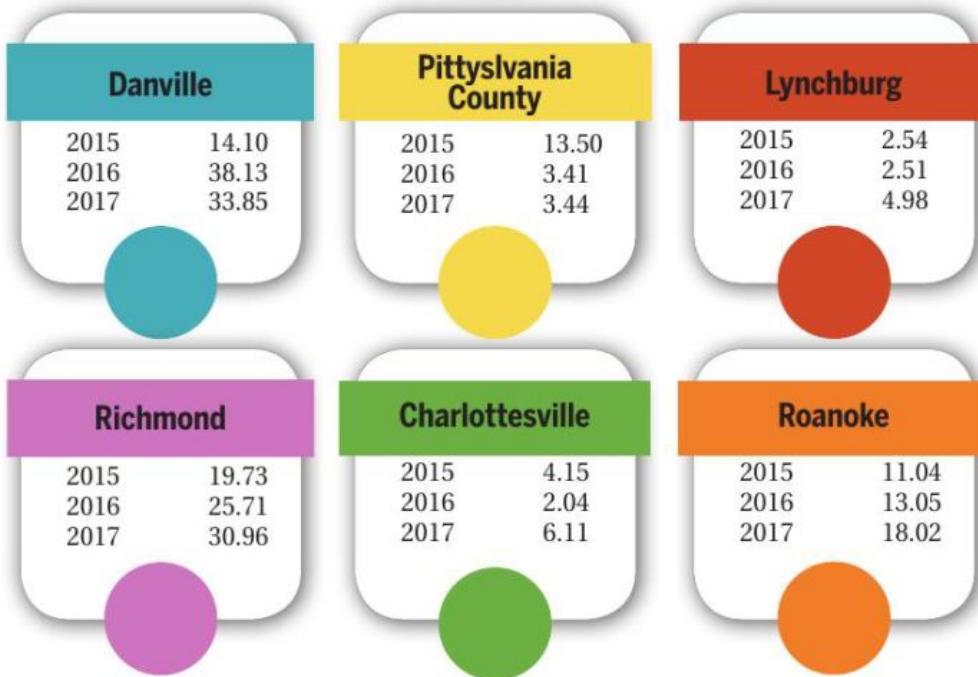 Danville
2015 14.10
2016 38.13
2017 33.85
Pittyslvania
County
2015 13.50
2016 3.41
2017 3.44
Lynchburg
2015 2.54
2016 2.51
2017 4.98
Richmond
2015 19.73
2016 25.71
2017 30.96
Charlottesville
2015 4.15
2016 2.04
2017 6.11
Roanoke
2015 11.04
2016 13.05
2017 18.02